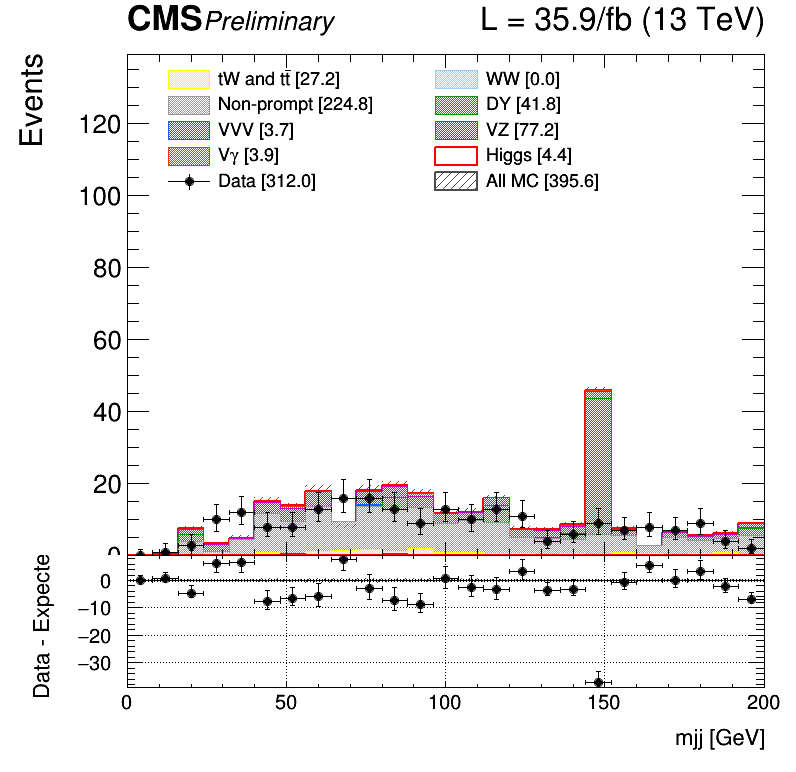 CMS Preliminary L = 35.9/fb (13 TeV)
Events
tW and tt̄ [27.2] WW [0.0]
Non-prompt [224.8] DY [41.8]
VVV [3.7] VZ [77.2]
Vγ [3.9] Higgs [4.4]
Data [312.0] All MC [395.6]
120
100
80
60
40
20
0
Data - Expecte
0
−10
−20
−30
0 50 100 150 200
mjj [GeV]